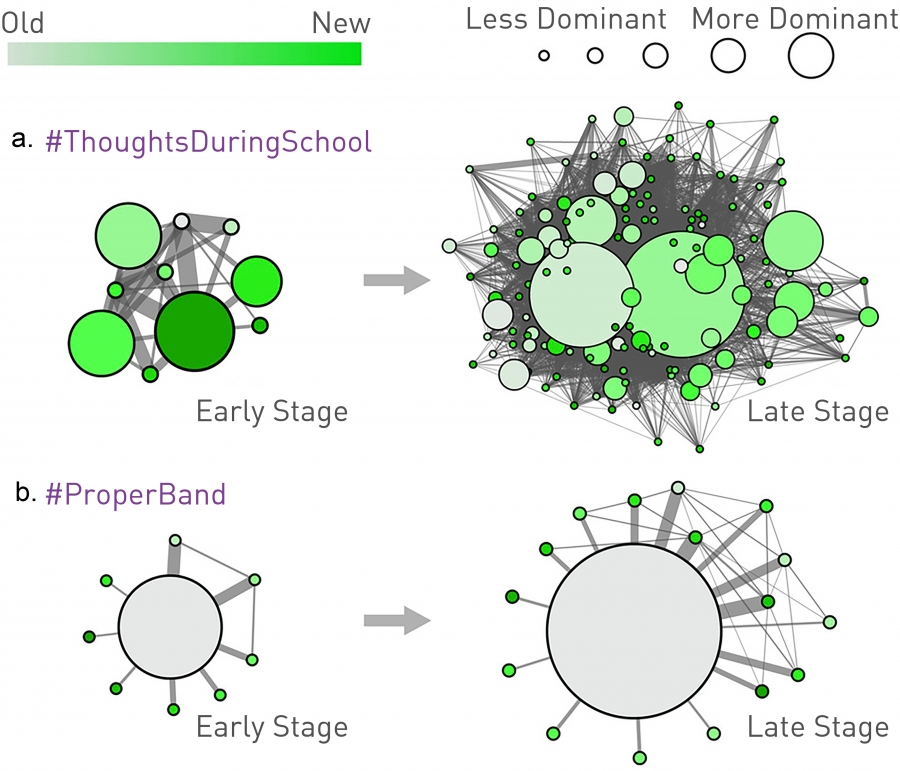 Old New Less Dominant More Dominant
a. #ThoughtsDuringSchool
Early Stage Late Stage
b. #ProperBand
Early Stage Late Stage